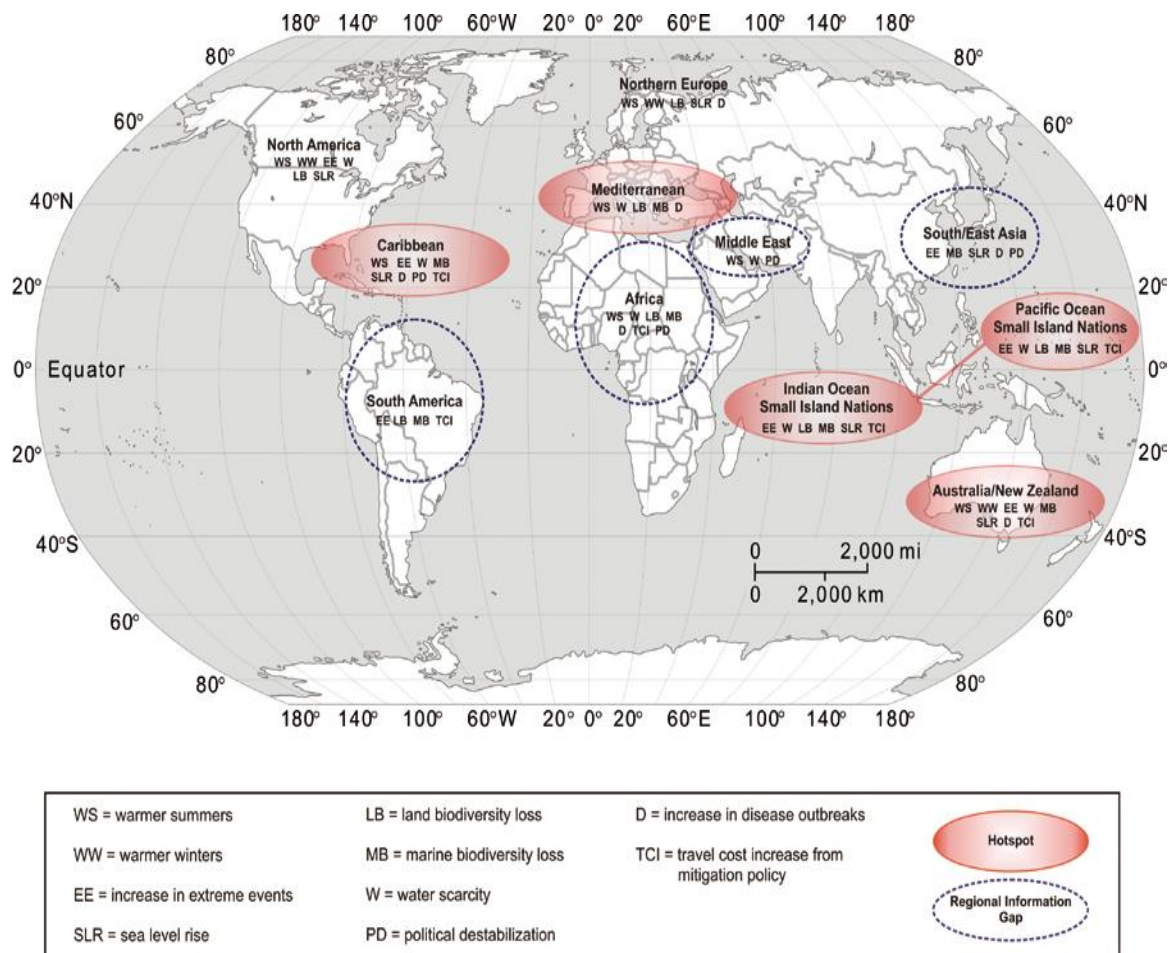 180° 140° 100° 60°W 20° 0° 20° 60°E 100° 140° 180°
80° 80°
Northern Europe
WS WW LB SLR D
60° 60°
North America
WS WW EE W
LB SLR
Mediterranean
WS W LB MB D
40°N 40°N
South/East Asia
EE MB SLR D PD
Middle East
WS W PD
Caribbean
WS EE W MB
SLR D PD TCI
20° 20°
Africa
WS W LB MB
D TCI PD
Pacific Ocean
Small Island Nations
EE W LB MB SLR TCI
Equator 0° 0°
Indian Ocean
Small Island Nations
EE W LB MB SLR TCI
South America
EE LB MB TCI
20° 20°
Australia/New Zealand
WS WW EE W MB
SLR D TCI
40°S 40°S
0 2,000 mi
0 2,000 km
60° 60°
80° 80°
180° 140° 100° 60°W 20° 0° 20° 60°E 100° 140° 180°
WS = warmer summers
WW = warmer winters
EE = increase in extreme events
SLR = sea level rise
LB = land biodiversity loss
MB = marine biodiversity loss
W = water scarcity
PD = political destabilization
D = increase in disease outbreaks
TCI = travel cost increase from
mitigation policy
Hotspot
Regional Information
Gap